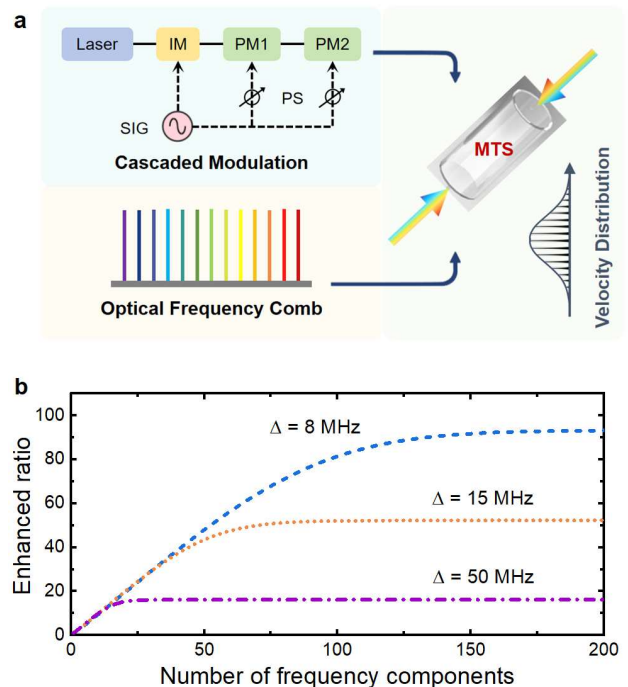 a
Laser
IM
PM1
PM2
PS
SIG
Cascaded Modulation
MTS
Velocity Distribution
Optical Frequency Comb
b
Enhanced ratio
100
80
60
40
20
0
Δ = 8 MHz
Δ = 15 MHz
Δ = 50 MHz
0 50 100 150 200
Number of frequency components